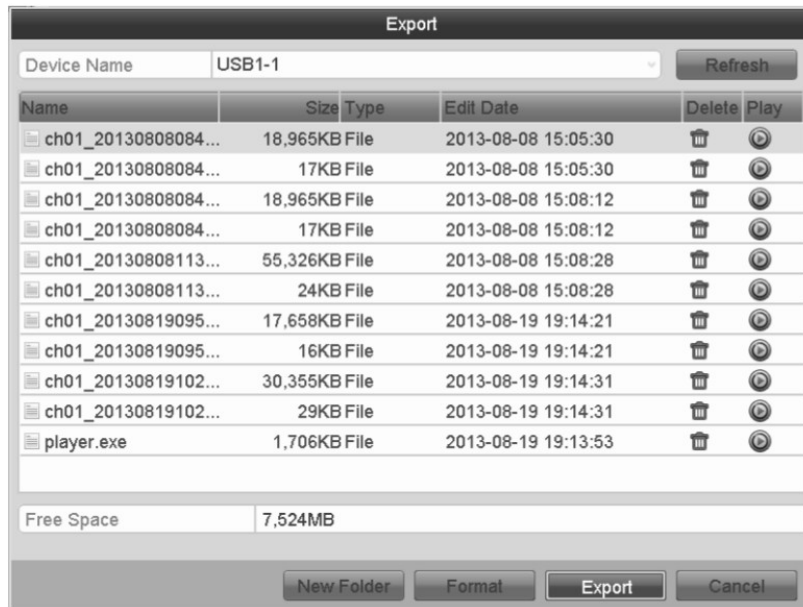 Export
Device Name USB1-1 Refresh
Name Size Type Edit Date Delete Play
ch01_20130808084... 18,965KB File 2013-08-08 15:05:30
ch01_20130808084... 17KB File 2013-08-08 15:05:30
ch01_20130808084... 18,965KB File 2013-08-08 15:08:12
ch01_20130808084... 17KB File 2013-08-08 15:08:12
ch01_20130808113... 55,326KB File 2013-08-08 15:08:28
ch01_20130808113... 24KB File 2013-08-08 15:08:28
ch01_20130819095... 17,658KB File 2013-08-19 19:14:21
ch01_20130819095... 16KB File 2013-08-19 19:14:21
ch01_20130819102... 30,355KB File 2013-08-19 19:14:31
ch01_20130819102... 29KB File 2013-08-19 19:14:31
player.exe 1,706KB File 2013-08-19 19:13:53
Free Space 7,524MB
New Folder Format Export Cancel